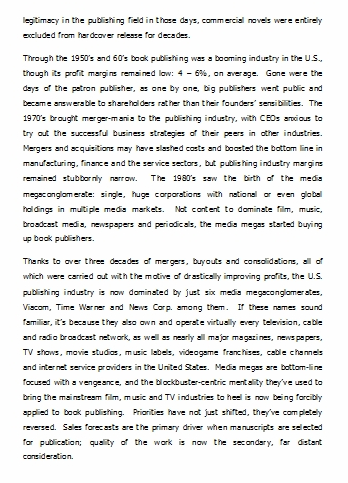 legitimacy in the publishing field in those days, commercial novels were entirely
excluded from hardcover release for decades.
Through the 1950's and 60's book publishing was a booming industry in the U.S.,
though its profit margins remained low: 4 – 6%, on average. Gone were the
days of the patron publisher, as one by one, big publishers went public and
became answerable to shareholders rather than their founders' sensibilities. The
1970's brought merger-mania to the publishing industry, with CEOs anxious to
try out the successful business strategies of their peers in other industries.
Mergers and acquisitions may have slashed costs and boosted the bottom line in
manufacturing, finance and the service sectors, but publishing industry margins
remained stubbornly narrow. The 1980's saw the birth of the media
megaconglomerate: single, huge corporations with national or even global
holdings in multiple media markets. Not content to dominate film, music,
broadcast media, newspapers and periodicals, the media megas started buying
up book publishers.
Thanks to over three decades of mergers, buyouts and consolidations, all of
which were carried out with the motive of drastically improving profits, the U.S.
publishing industry is now dominated by just six media megaconglomerates,
Viacom, Time Warner and News Corp. among them. If these names sound
familiar, it's because they also own and operate virtually every television, cable
and radio broadcast network, as well as nearly all major magazines, newspapers,
TV shows, movie studios, music labels, videogame franchises, cable channels
and internet service providers in the United States. Media megas are bottom-line
focused with a vengeance, and the blockbuster-centric mentality they've used to
bring the mainstream film, music and TV industries to heel is now being forcibly
applied to book publishing. Priorities have not just shifted, they've completely
reversed. Sales forecasts are the primary driver when manuscripts are selected
for publication; quality of the work is now the secondary, far distant
consideration.